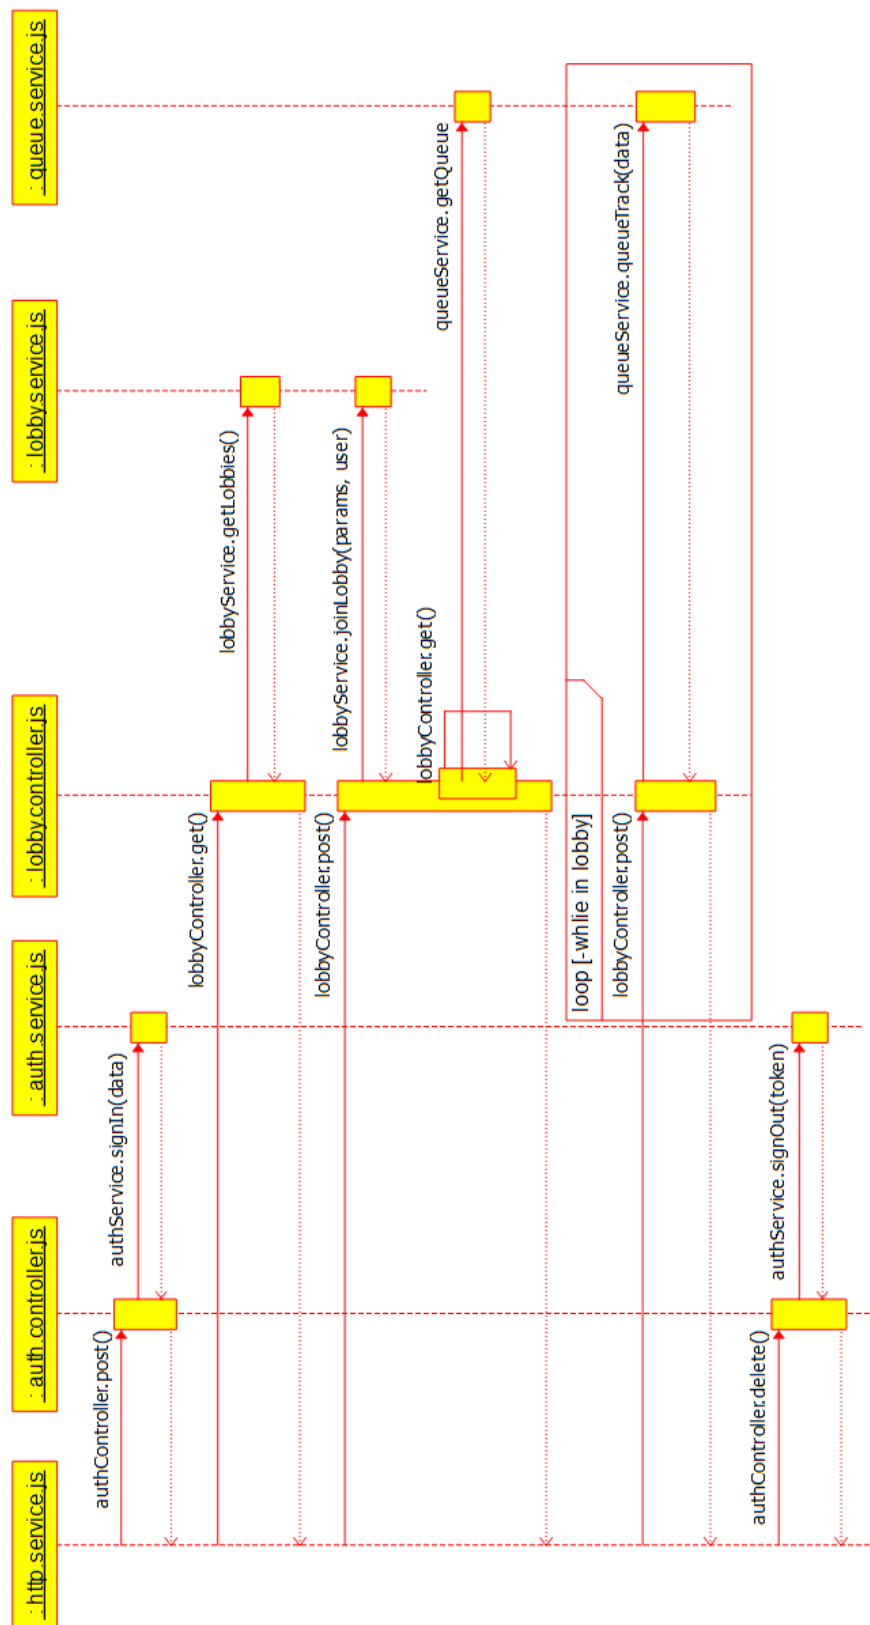 : http.service.js
: auth.controller.js
: auth.service.js
: lobby.controller.js
: lobby.service.js
: queue.service.js
authController.post()
authService.signIn(data)
lobbyController.get()
lobbyService.getLobbies()
lobbyController.post()
lobbyService.joinLobby(params, user)
lobbyController.get()
queueService.getQueue
loop [-whlie in lobby]
lobbyController.post()
queueService.queueTrack(data)
authController.delete()
authService.signOut(token)